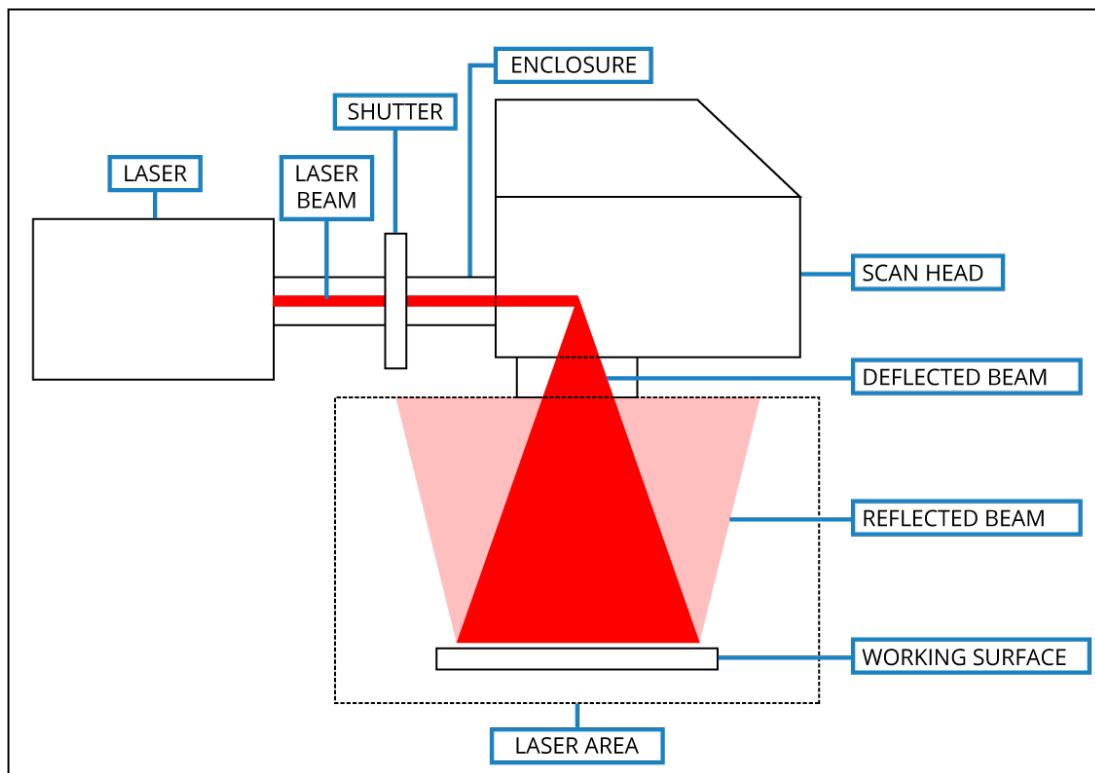 ENCLOSURE
SHUTTER
LASER
LASER
BEAM
SCAN HEAD
DEFLECTED BEAM
REFLECTED BEAM
WORKING SURFACE
LASER AREA